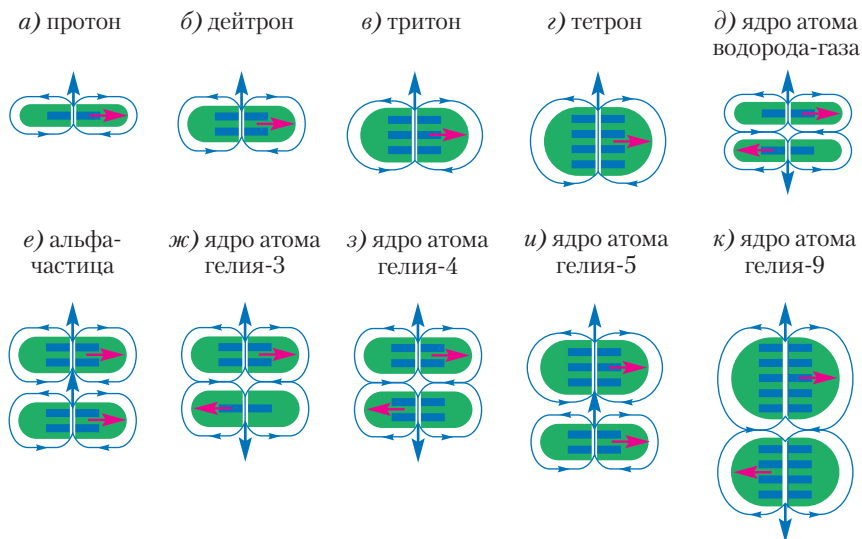 а) протон
б) дейтрон
в) тритон
г) тетрон
д) ядро атома
водорода-газа
е) альфа-
частица
ж) ядро атома
гелия-3
з) ядро атома
гелия-4
и) ядро атома
гелия-5
к) ядро атома
гелия-9